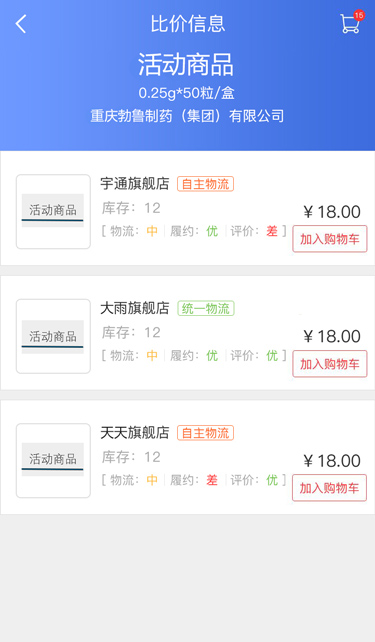 比价信息
15
活动商品
0.25g*50粒/盒
重庆勃鲁制药（集团）有限公司
活动商品
宇通旗舰店 自主物流
库存：12
[ 物流：中 履约：优 评价：差 ]
￥18.00
加入购物车
活动商品
大雨旗舰店 统一物流
库存：12
[ 物流：中 履约：优 评价：优 ]
￥18.00
加入购物车
活动商品
天天旗舰店 自主物流
库存：12
[ 物流：中 履约：差 评价：优 ]
￥18.00
加入购物车